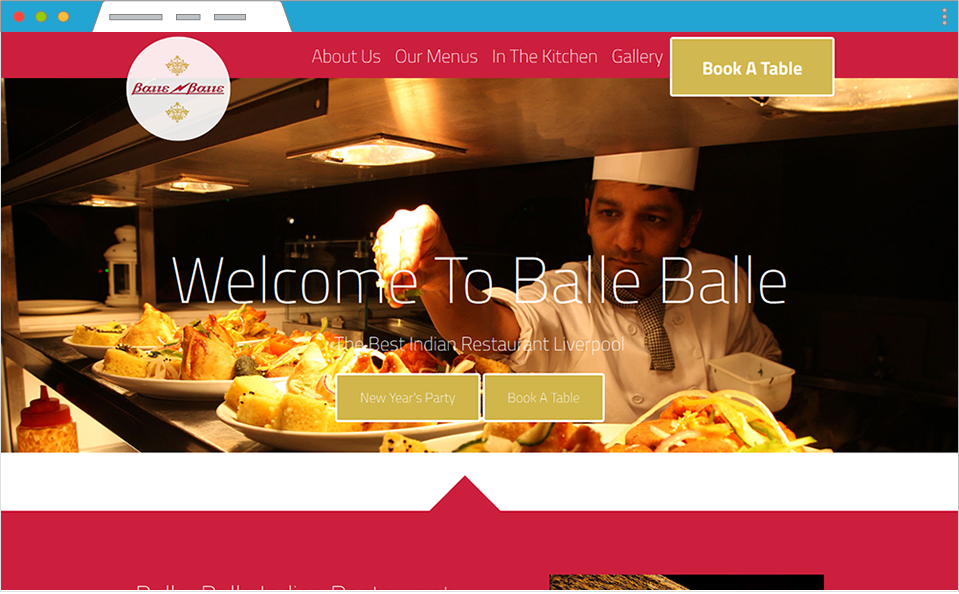 About Us Our Menus In The Kitchen Gallery Book A Table
Balle Balle
Welcome To Balle Balle
The Best Indian Restaurant Liverpool
New Year's Party Book A Table